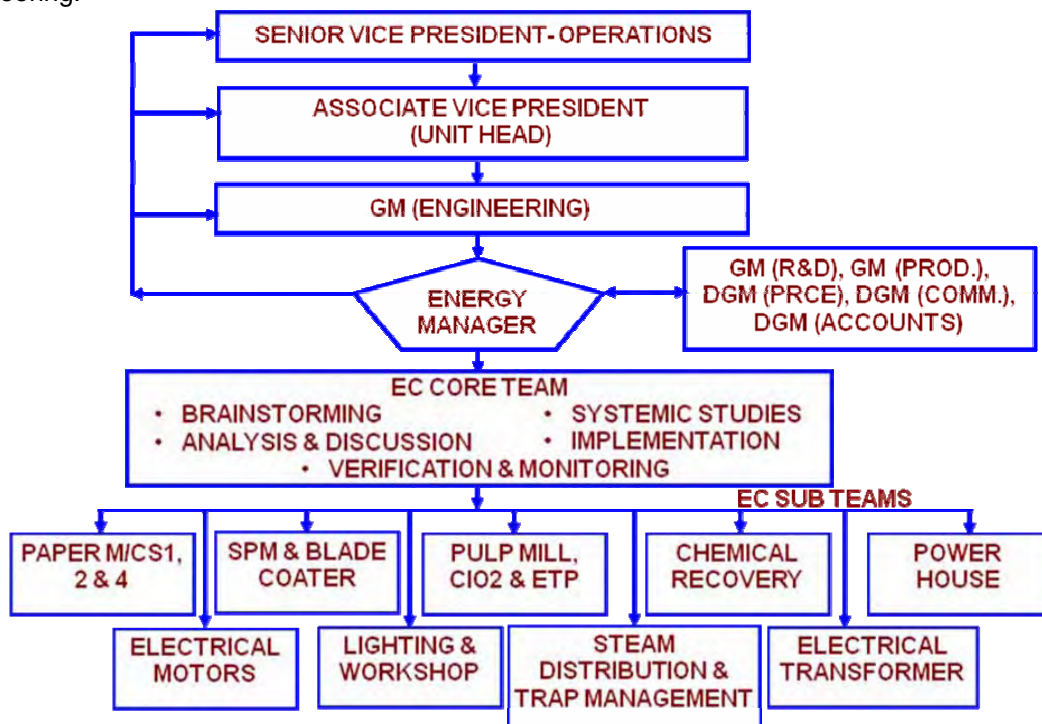 SENIOR VICE PRESIDENT- OPERATIONS
ASSOCIATE VICE PRESIDENT
(UNIT HEAD)
GM (ENGINEERING)
ENERGY
MANAGER
GM (R&D), GM (PROD.),
DGM (PRCE), DGM (COMM.),
DGM (ACCOUNTS)
EC CORE TEAM
• BRAINSTORMING • SYSTEMIC STUDIES
• ANALYSIS & DISCUSSION • IMPLEMENTATION
• VERIFICATION & MONITORING
EC SUB TEAMS
PAPER M/CS1,
2 & 4
SPM & BLADE
COATER
PULP MILL,
ClO2 & ETP
CHEMICAL
RECOVERY
POWER
HOUSE
ELECTRICAL
MOTORS
LIGHTING &
WORKSHOP
STEAM
DISTRIBUTION &
TRAP MANAGEMENT
ELECTRICAL
TRANSFORMER